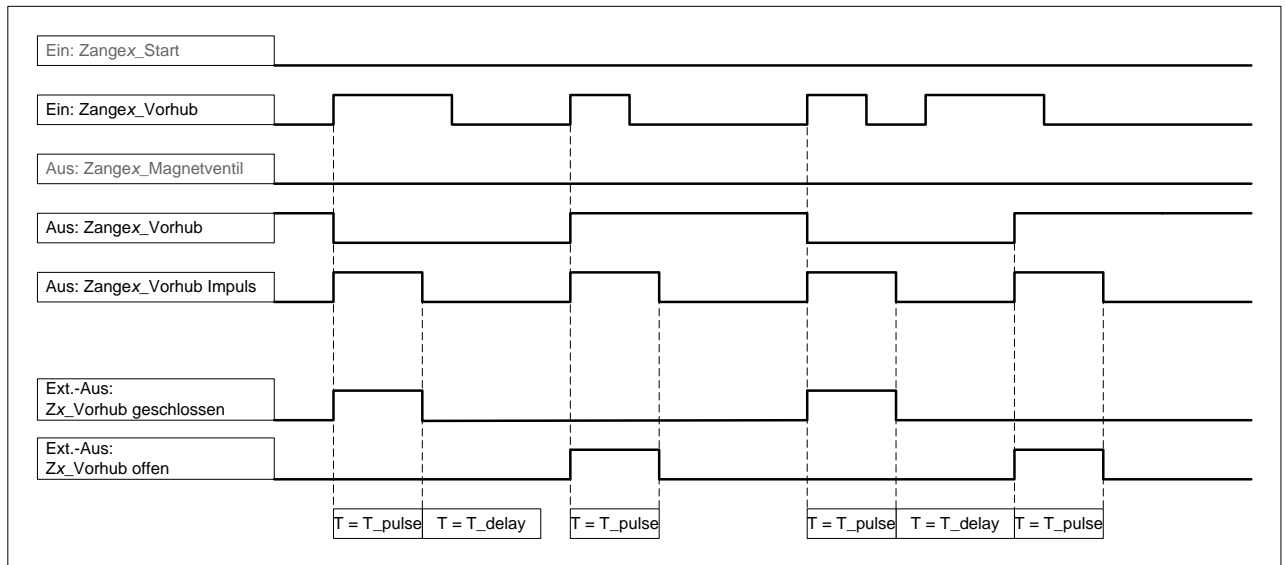 Ein: Zangex_Start
Ein: Zangex_Vorhub
Aus: Zangex_Magnetventil
Aus: Zangex_Vorhub
Aus: Zangex_Vorhub Impuls
Ext.-Aus:
Zx_Vorhub geschlossen
Ext.-Aus:
Zx_Vorhub offen
T = T_pulse T = T_delay T = T_pulse T = T_pulse T = T_delay T = T_pulse